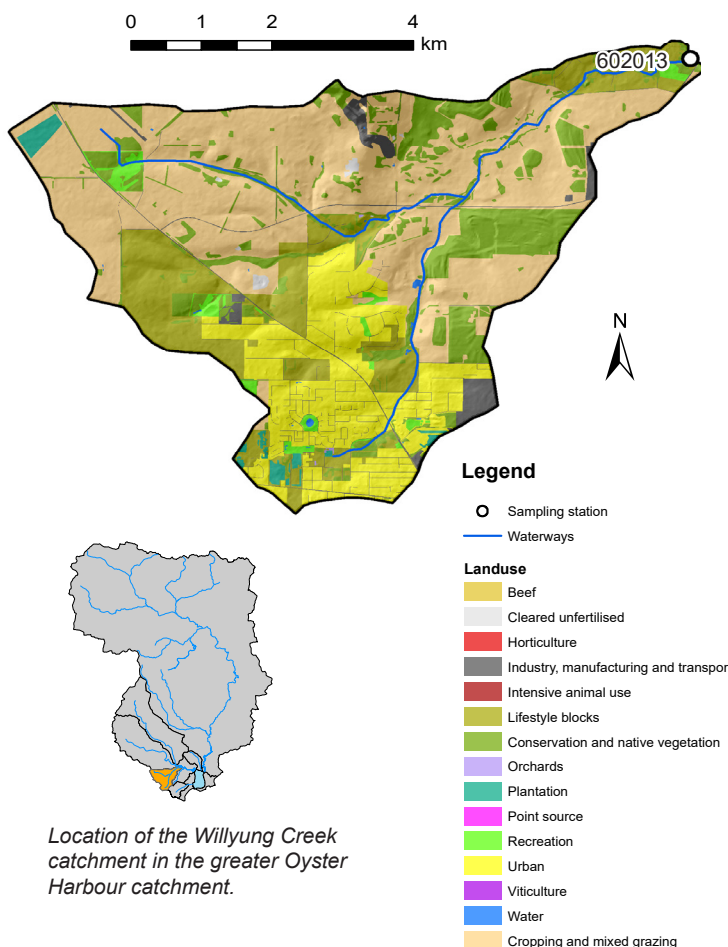 0 1 2 4
km
602013
N
Legend
Sampling station
Waterways
Landuse
Beef
Cleared unfertilised
Horticulture
Industry, manufacturing and transpor
Intensive animal use
Lifestyle blocks
Conservation and native vegetation
Orchards
Plantation
Point source
Recreation
Urban
Viticulture
Water
Cropping and mixed grazing
Location of the Willyung Creek
catchment in the greater Oyster
Harbour catchment.